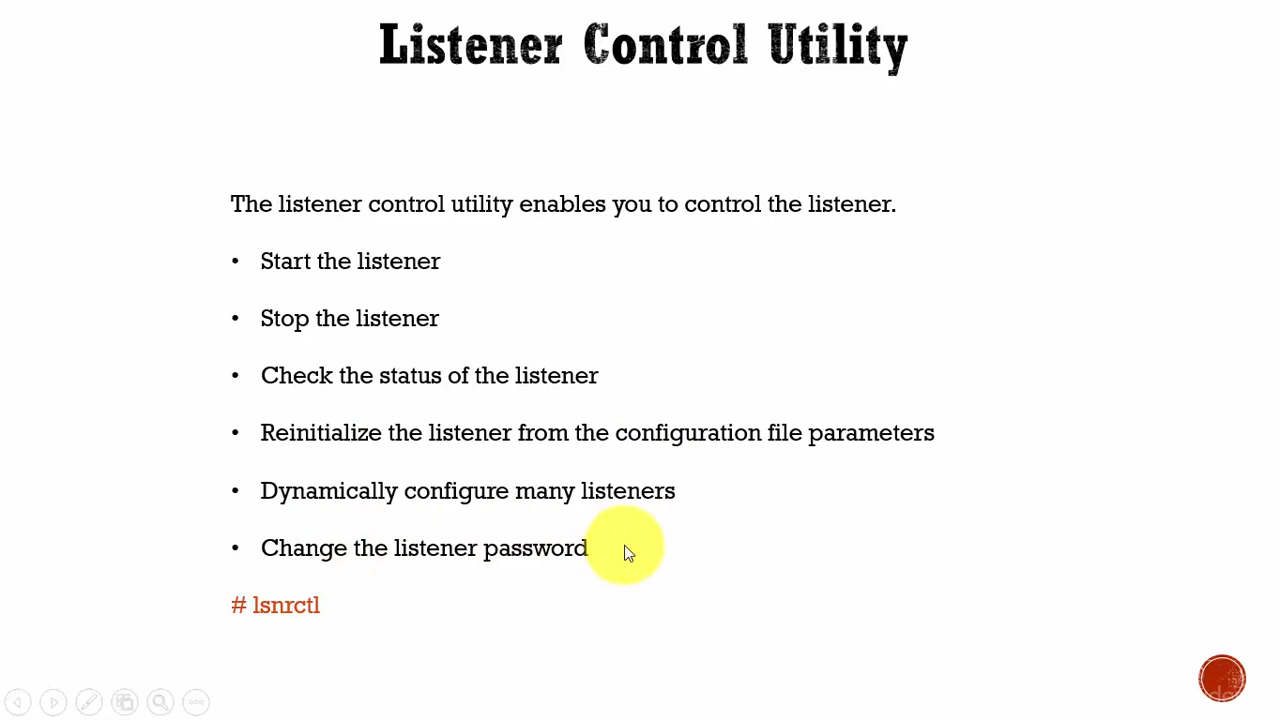 Listener Control Utility
The listener control utility enables you to control the listener.
• Start the listener
• Stop the listener
• Check the status of the listener
• Reinitialize the listener from the configuration file parameters
• Dynamically configure many listeners
• Change the listener password
# lsnrctl